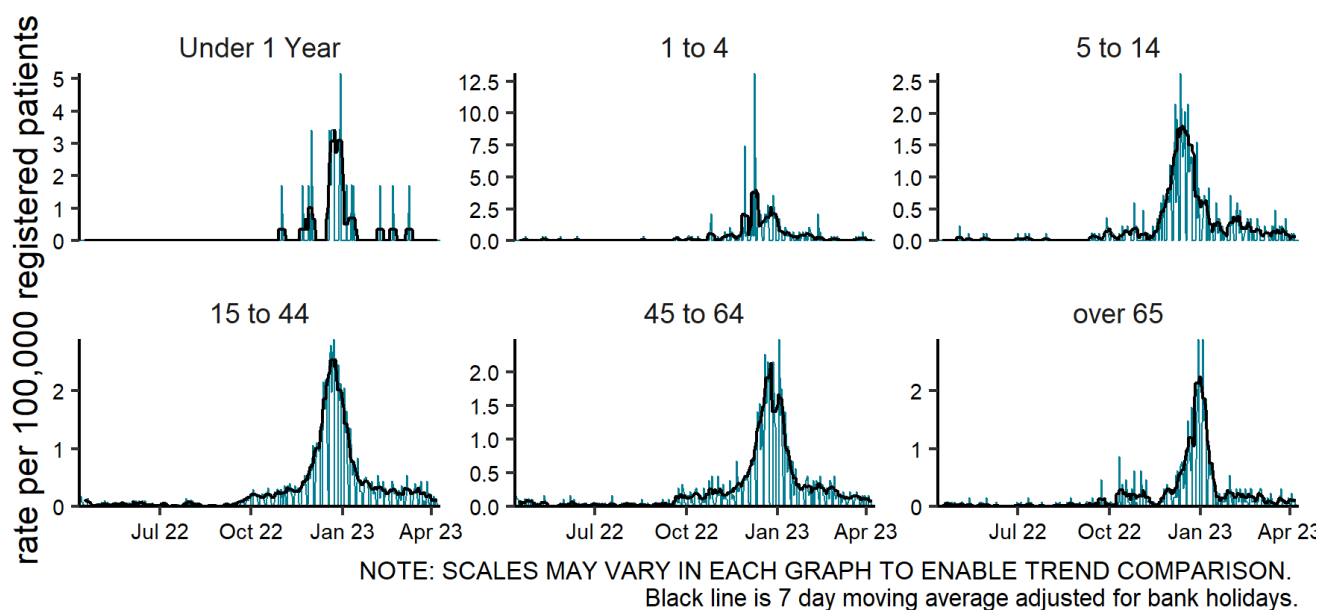 rate per 100,000 registered patients
Under 1 Year
1 to 4
5 to 14
5
4
3
2
1
0
12.5
10.0
7.5
5.0
2.5
0.0
2.5
2.0
1.5
1.0
0.5
0.0
15 to 44
45 to 64
over 65
2
1
0
2.0
1.5
1.0
0.5
0.0
2
1
0
Jul 22 Oct 22 Jan 23 Apr 23
Jul 22 Oct 22 Jan 23 Apr 23
Jul 22 Oct 22 Jan 23 Apr 23
NOTE: SCALES MAY VARY IN EACH GRAPH TO ENABLE TREND COMPARISON.
Black line is 7 day moving average adjusted for bank holidays.